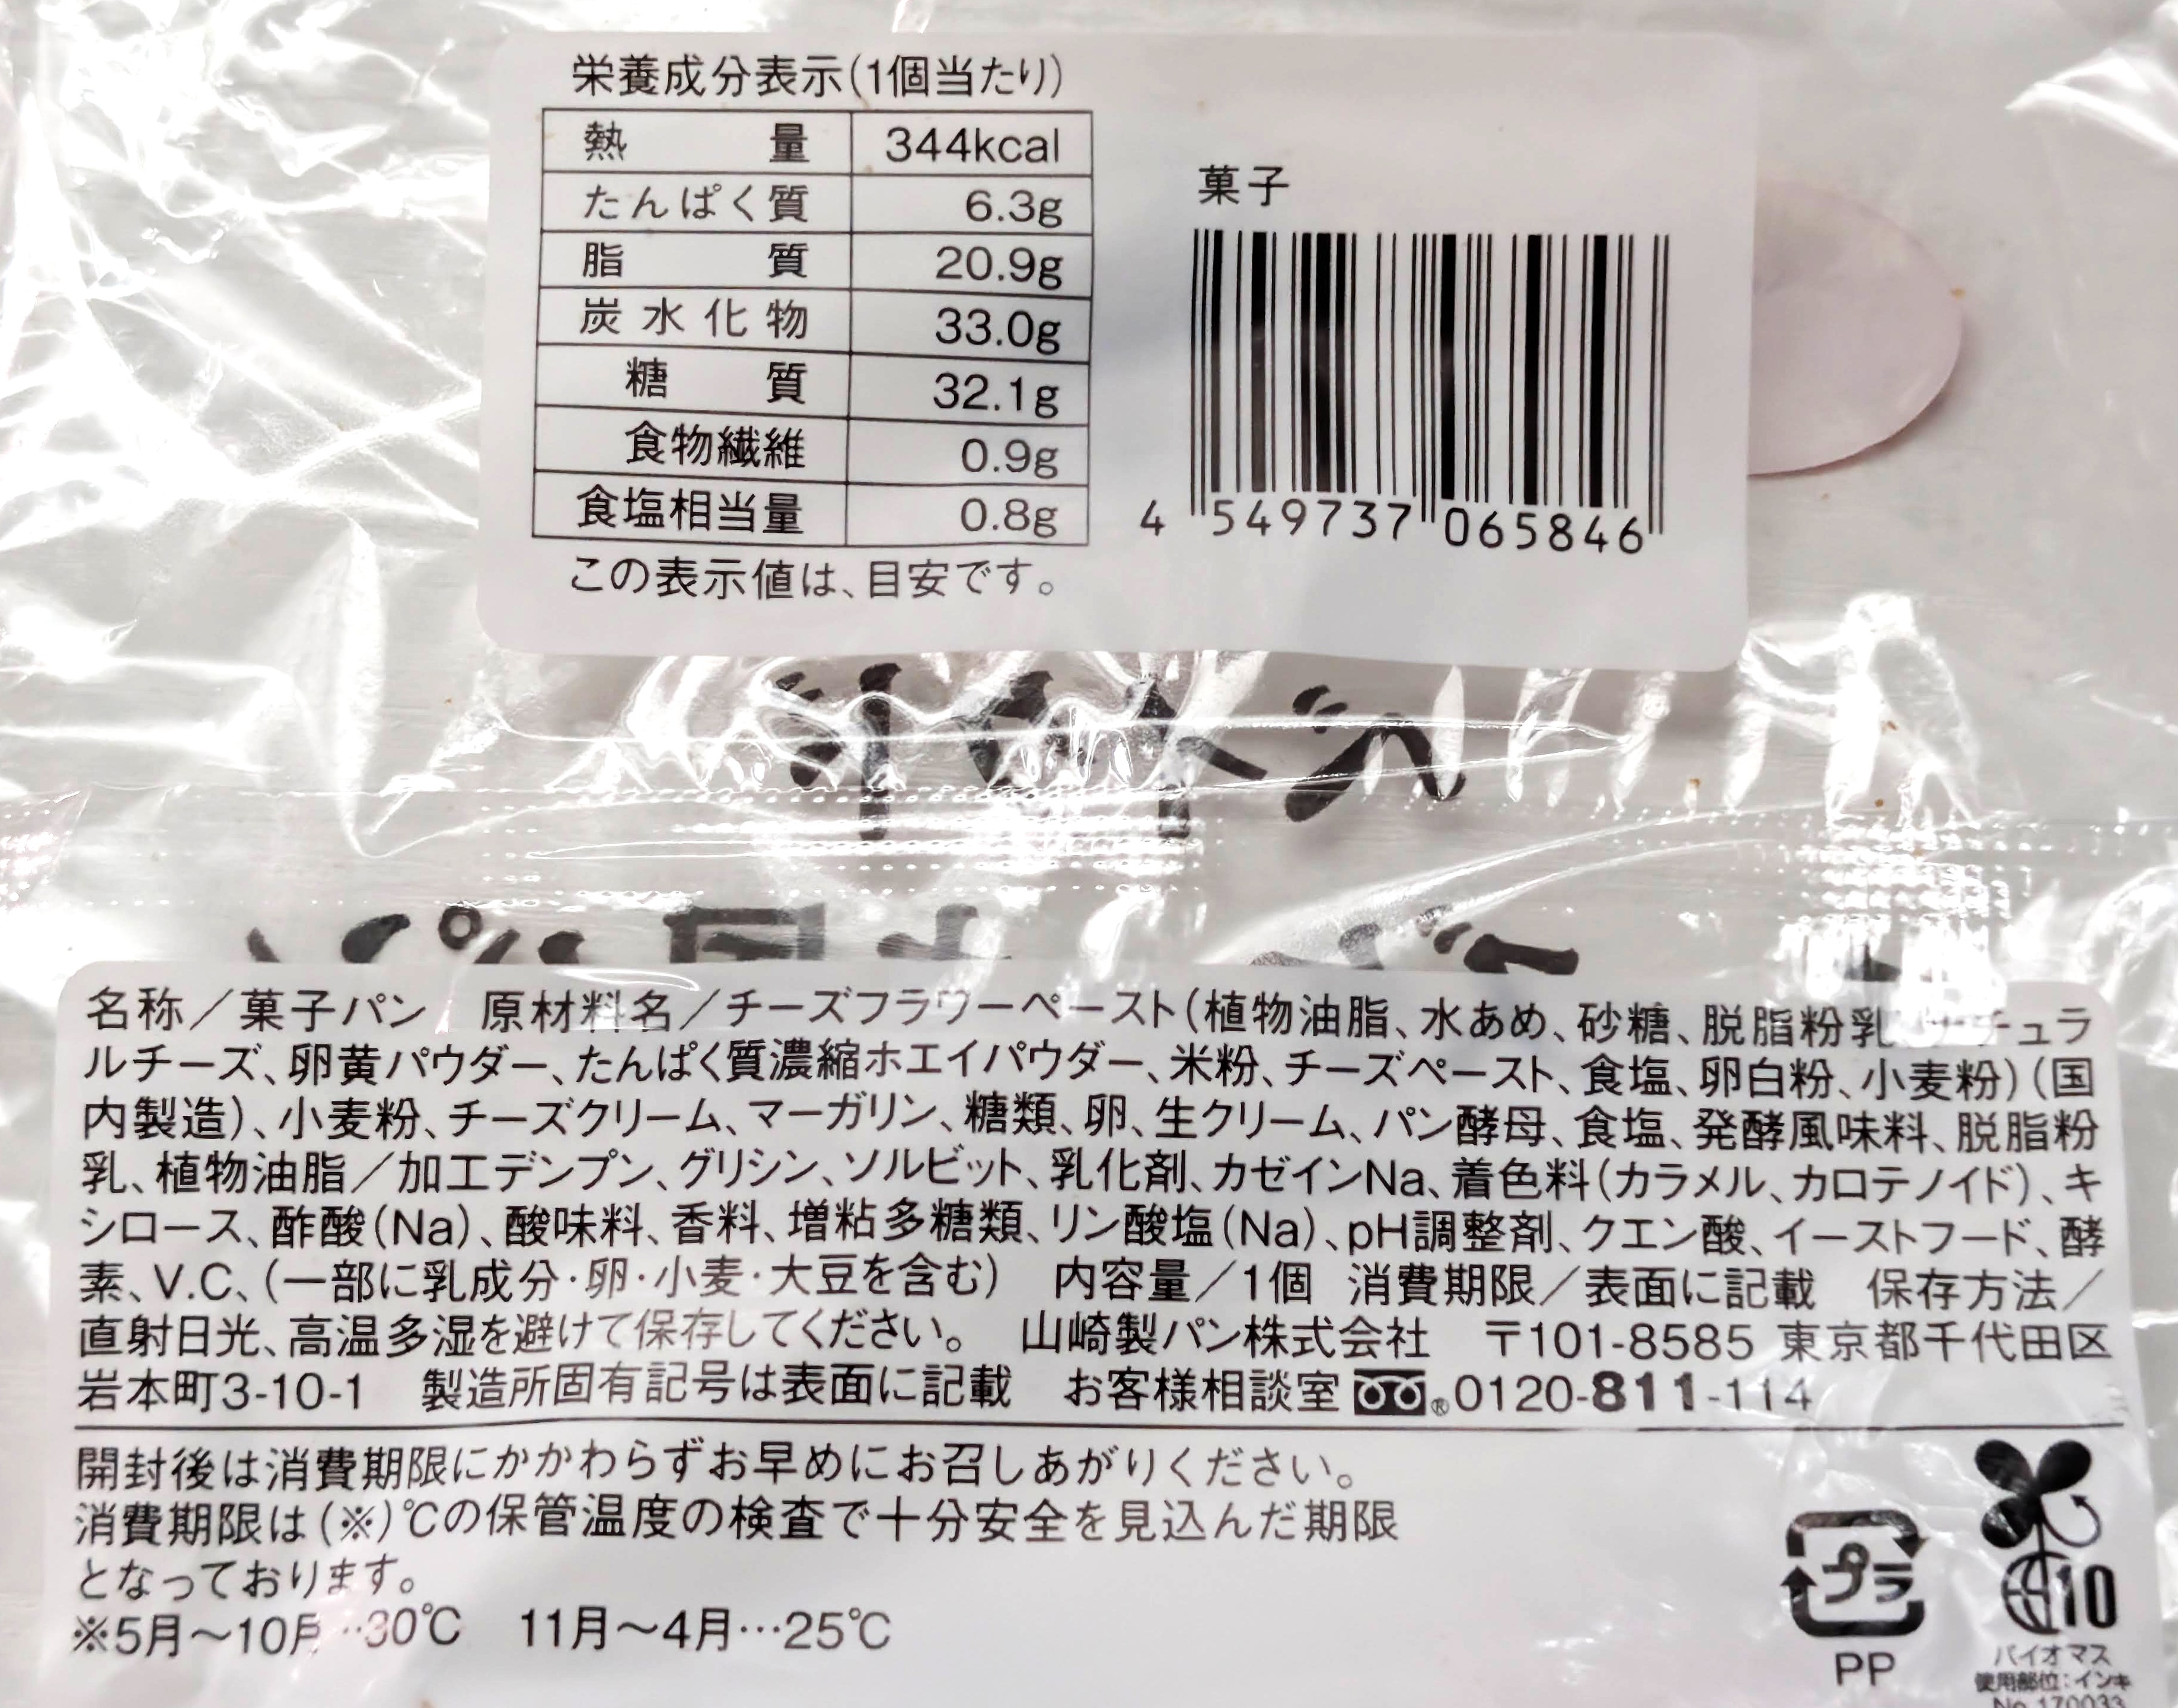 栄養成分表示(1個当たり)
熱量 344kcal
たんぱく質 6.3g
脂質 20.9g
炭水化物 33.0g
糖質 32.1g
食物繊維 0.9g
食塩相当量 0.8g
この表示値は、目安です。
菓子
4 549737 065846
名称／菓子パン 原材料名／チーズフラワーペースト(植物油脂、水あめ、砂糖、脱脂粉乳、ナチュラ
ルチーズ、卵黄パウダー、たんぱく質濃縮ホエイパウダー、米粉、チーズペースト、食塩、卵白粉、小麦粉)(国
内製造)、小麦粉、チーズクリーム、マーガリン、糖類、卵、生クリーム、パン酵母、食塩、発酵風味料、脱脂粉
乳、植物油脂／加工デンプン、グリシン、ソルビット、乳化剤、カゼインNa、着色料(カラメル、カロテノイド)、キ
シロース、酢酸(Na)、酸味料、香料、増粘多糖類、リン酸塩(Na)、pH調整剤、クエン酸、イーストフード、酵
素、V.C、(一部に乳成分・卵・小麦・大豆を含む) 内容量／1個 消費期限／表面に記載 保存方法／
直射日光、高温多湿を避けて保存してください。 山崎製パン株式会社 〒101-8585 東京都千代田区
岩本町3-10-1 製造所固有記号は表面に記載 お客様相談室 ®0120-811-114
開封後は消費期限にかかわらずお早めにお召しあがりください。
消費期限は(※)℃の保管温度の検査で十分安全を見込んだ期限
となっております。
※5月～10月…30℃ 11月～4月…25℃
プラ
PP
10
バイオマス
使用部位:インキ
No.170033